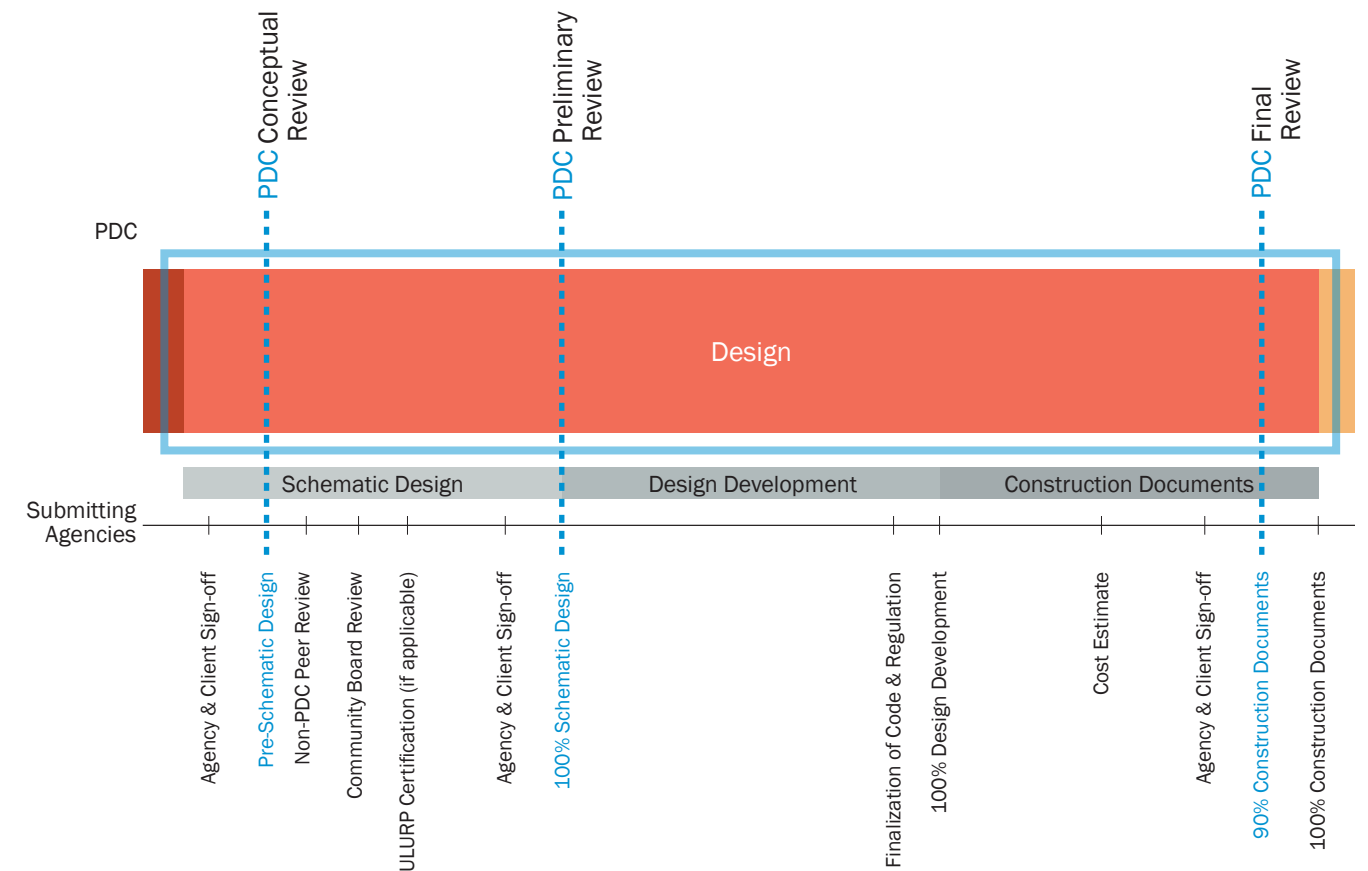 PDC Conceptual
Review
PDC Preliminary
Review
PDC Final
Review
PDC
Design
Schematic Design
Design Development
Construction Documents
Submitting
Agencies
Agency & Client Sign-off
Pre-Schematic Design
Non-PDC Peer Review
Community Board Review
ULURP Certification (if applicable)
Agency & Client Sign-off
100% Schematic Design
Finalization of Code & Regulation
100% Design Development
Cost Estimate
Agency & Client Sign-off
90% Construction Documents
100% Construction Documents